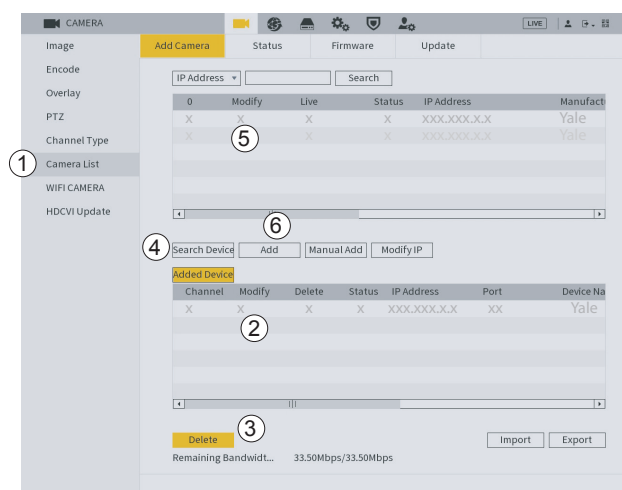 CAMERA LIVE
Image Add Camera Status Firmware Update
Encode
IP Address Search
Overlay
0 Modify Live Status IP Address Manufact
PTZ x x x x xxx.xxx.x.x Yale
x x x xxx.xxx.x.x Yale
5
Channel Type
1 Camera List
WIFI CAMERA
HDCVI Update
6
4 Search Device Add Manual Add Modify IP
Added Device
Channel Modify Delete Status IP Address Port Device Na
x x x x xxx.xxx.x.x xx Yale
2
3
Delete Import Export
Remaining Bandwidt... 33.50Mbps/33.50Mbps